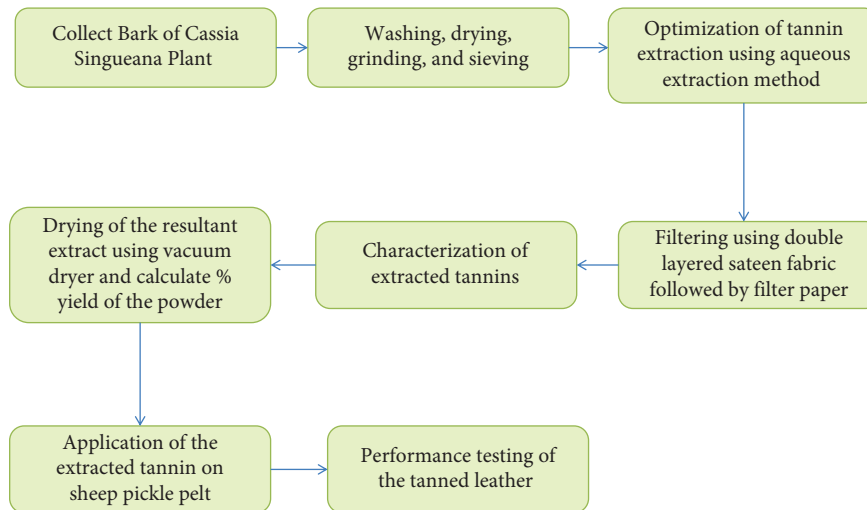 Collect Bark of Cassia
Singueana Plant
Washing, drying,
grinding, and sieving
Optimization of tannin
extraction using aqueous
extraction method
Filtering using double
layered sateen fabric
followed by filter paper
Characterization of
extracted tannins
Drying of the resultant
extract using vacuum
dryer and calculate %
yield of the powder
Application of the
extracted tannin on
sheep pickle pelt
Performance testing of
the tanned leather